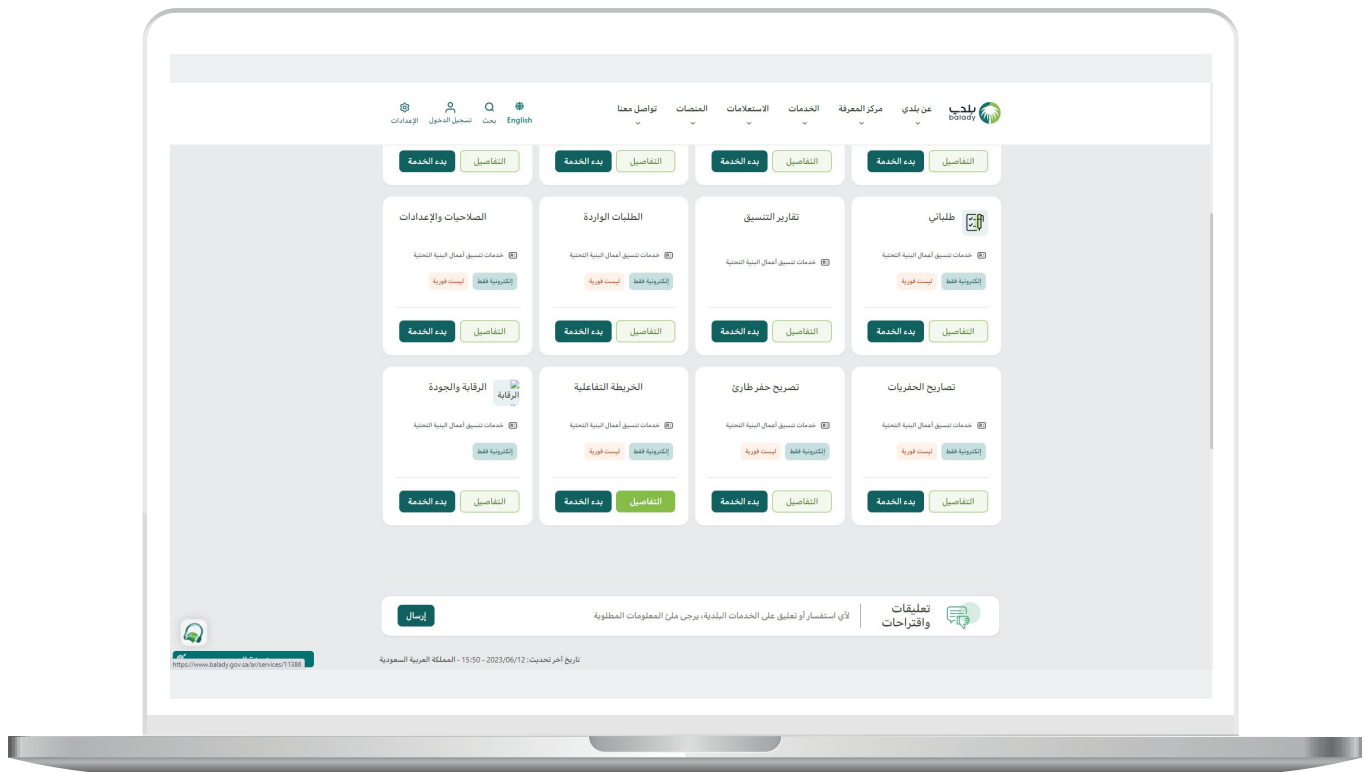 بلدي
balady
عن بلدي
مركز المعرفة
الخدمات
الاستعلامات
المنصات
تواصل معنا
English
بحث
تسجيل الدخول
الإعدادات
التفاصيل بدء الخدمة
التفاصيل بدء الخدمة
التفاصيل بدء الخدمة
التفاصيل بدء الخدمة
طلباتي
خدمات تنسيق أعمال البنية التحتية
إلكترونية فقط ليست فورية
التفاصيل بدء الخدمة
تقارير التنسيق
خدمات تنسيق أعمال البنية التحتية
التفاصيل بدء الخدمة
الطلبات الواردة
خدمات تنسيق أعمال البنية التحتية
إلكترونية فقط ليست فورية
التفاصيل بدء الخدمة
الصلاحيات والإعدادات
خدمات تنسيق أعمال البنية التحتية
إلكترونية فقط ليست فورية
التفاصيل بدء الخدمة
تصاريح الحفريات
خدمات تنسيق أعمال البنية التحتية
إلكترونية فقط ليست فورية
التفاصيل بدء الخدمة
تصريح حفر طارئ
خدمات تنسيق أعمال البنية التحتية
إلكترونية فقط ليست فورية
التفاصيل بدء الخدمة
الخريطة التفاعلية
خدمات تنسيق أعمال البنية التحتية
إلكترونية فقط ليست فورية
التفاصيل بدء الخدمة
الرقابة
الرقابة والجودة
خدمات تنسيق أعمال البنية التحتية
إلكترونية فقط
التفاصيل بدء الخدمة
تعليقات
واقتراحات
لأي استفسار أو تعليق على الخدمات البلدية، يرجى ملئ المعلومات المطلوبة
إرسال
تاريخ آخر تحديث: 2023/06/12 - 15:50 - المملكة العربية السعودية
https://www.balady.gov.sa/ar/services/11386